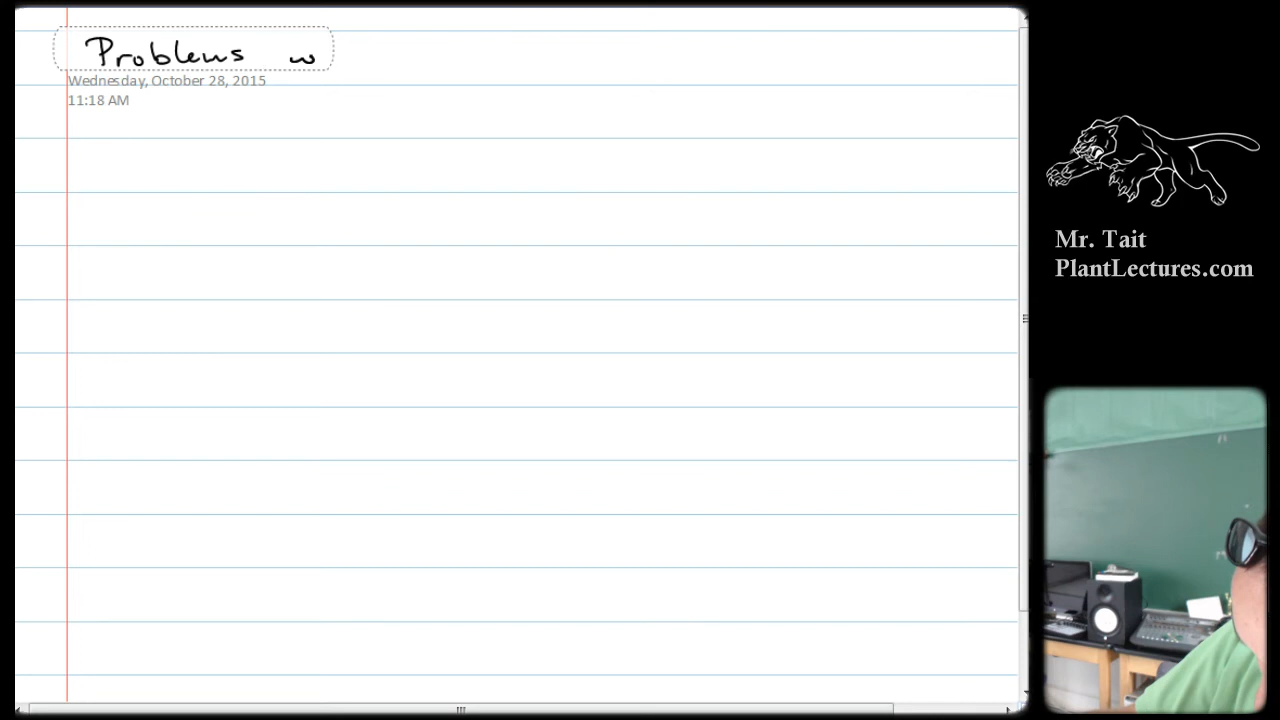 Problems w
Wednesday, October 28, 2015
11:18 AM
Mr. Tait
PlantLectures.com